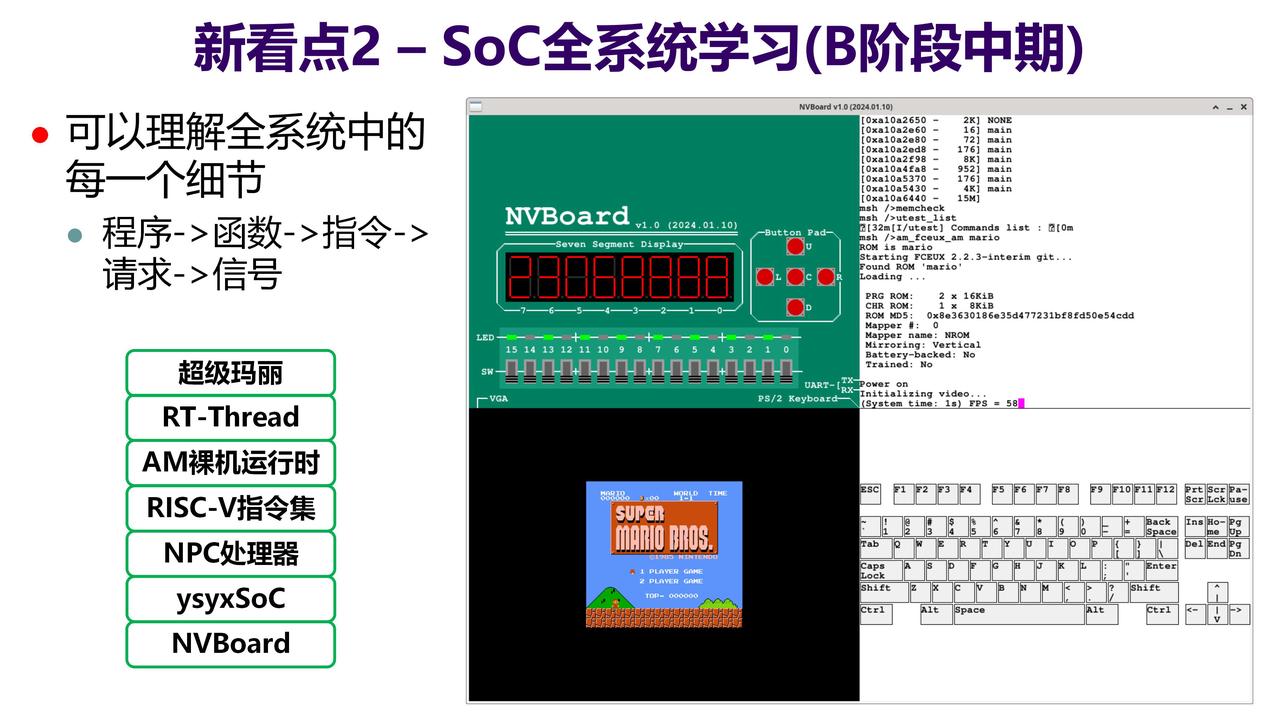 新看点2 – SoC全系统学习(B阶段中期)
可以理解全系统中的
每一个细节
程序->函数->指令->
请求->信号
超级玛丽
RT-Thread
AM裸机运行时
RISC-V指令集
NPC处理器
ysyxSoC
NVBoard
NVBoard v1.0 (2024.01.10)
NVBoard v1.0 (2024.01.10)
Seven Segment Display
23068888
7 6 5 4 3 2 1 0
Button Pad
U
L C R
D
LED
15 14 13 12 11 10 9 8 7 6 5 4 3 2 1 0
SW
UART-[TX
RX
VGA
PS/2 Keyboard
[0xa10a2650 - 2K] NONE
[0xa10a2e60 - 16] main
[0xa10a2e80 - 72] main
[0xa10a2ed8 - 176] main
[0xa10a2f98 - 8K] main
[0xa10a4fa8 - 952] main
[0xa10a5370 - 176] main
[0xa10a5430 - 4K] main
[0xa10a6440 - 15M]
msh />memcheck
msh />utest_list
[32m[I/utest] Commands list : [0m
msh />am_fceux_am mario
ROM is mario
Starting FCEUX 2.2.3-interim git...
Found ROM 'mario'
Loading ...
PRG ROM: 2 x 16KiB
CHR ROM: 1 x 8KiB
ROM MD5: 0x8e3630186e35d477231bf8fd50e54cdd
Mapper #: 0
Mapper name: NROM
Mirroring: Vertical
Battery-backed: No
Trained: No
Power on
Initializing video...
(System time: 1s) FPS = 58
MARIO WORLD TIME
000000 x00 1-1
SUPER
MARIO BROS.
©1985 NINTENDO
1 PLAYER GAME
2 PLAYER GAME
TOP- 000000
ESC F1 F2 F3 F4 F5 F6 F7 F8 F9 F10 F11 F12 Prt Scr Pa-
Scr Lck use
~ ! @ # $ % ^ & * ( ) _ + Back Ins Ho- Pg
` 1 2 3 4 5 6 7 8 9 0 – = Space me Up
Tab Q W E R T Y U I O P { } | Del End Pg
[ ] \ Dn
Caps A S D F G H J K L : " Enter
Lock ; '
Shift Z X C V B N M < > ? Shift ^
, . / |
Ctrl Alt Space Alt Ctrl <- | ->
V